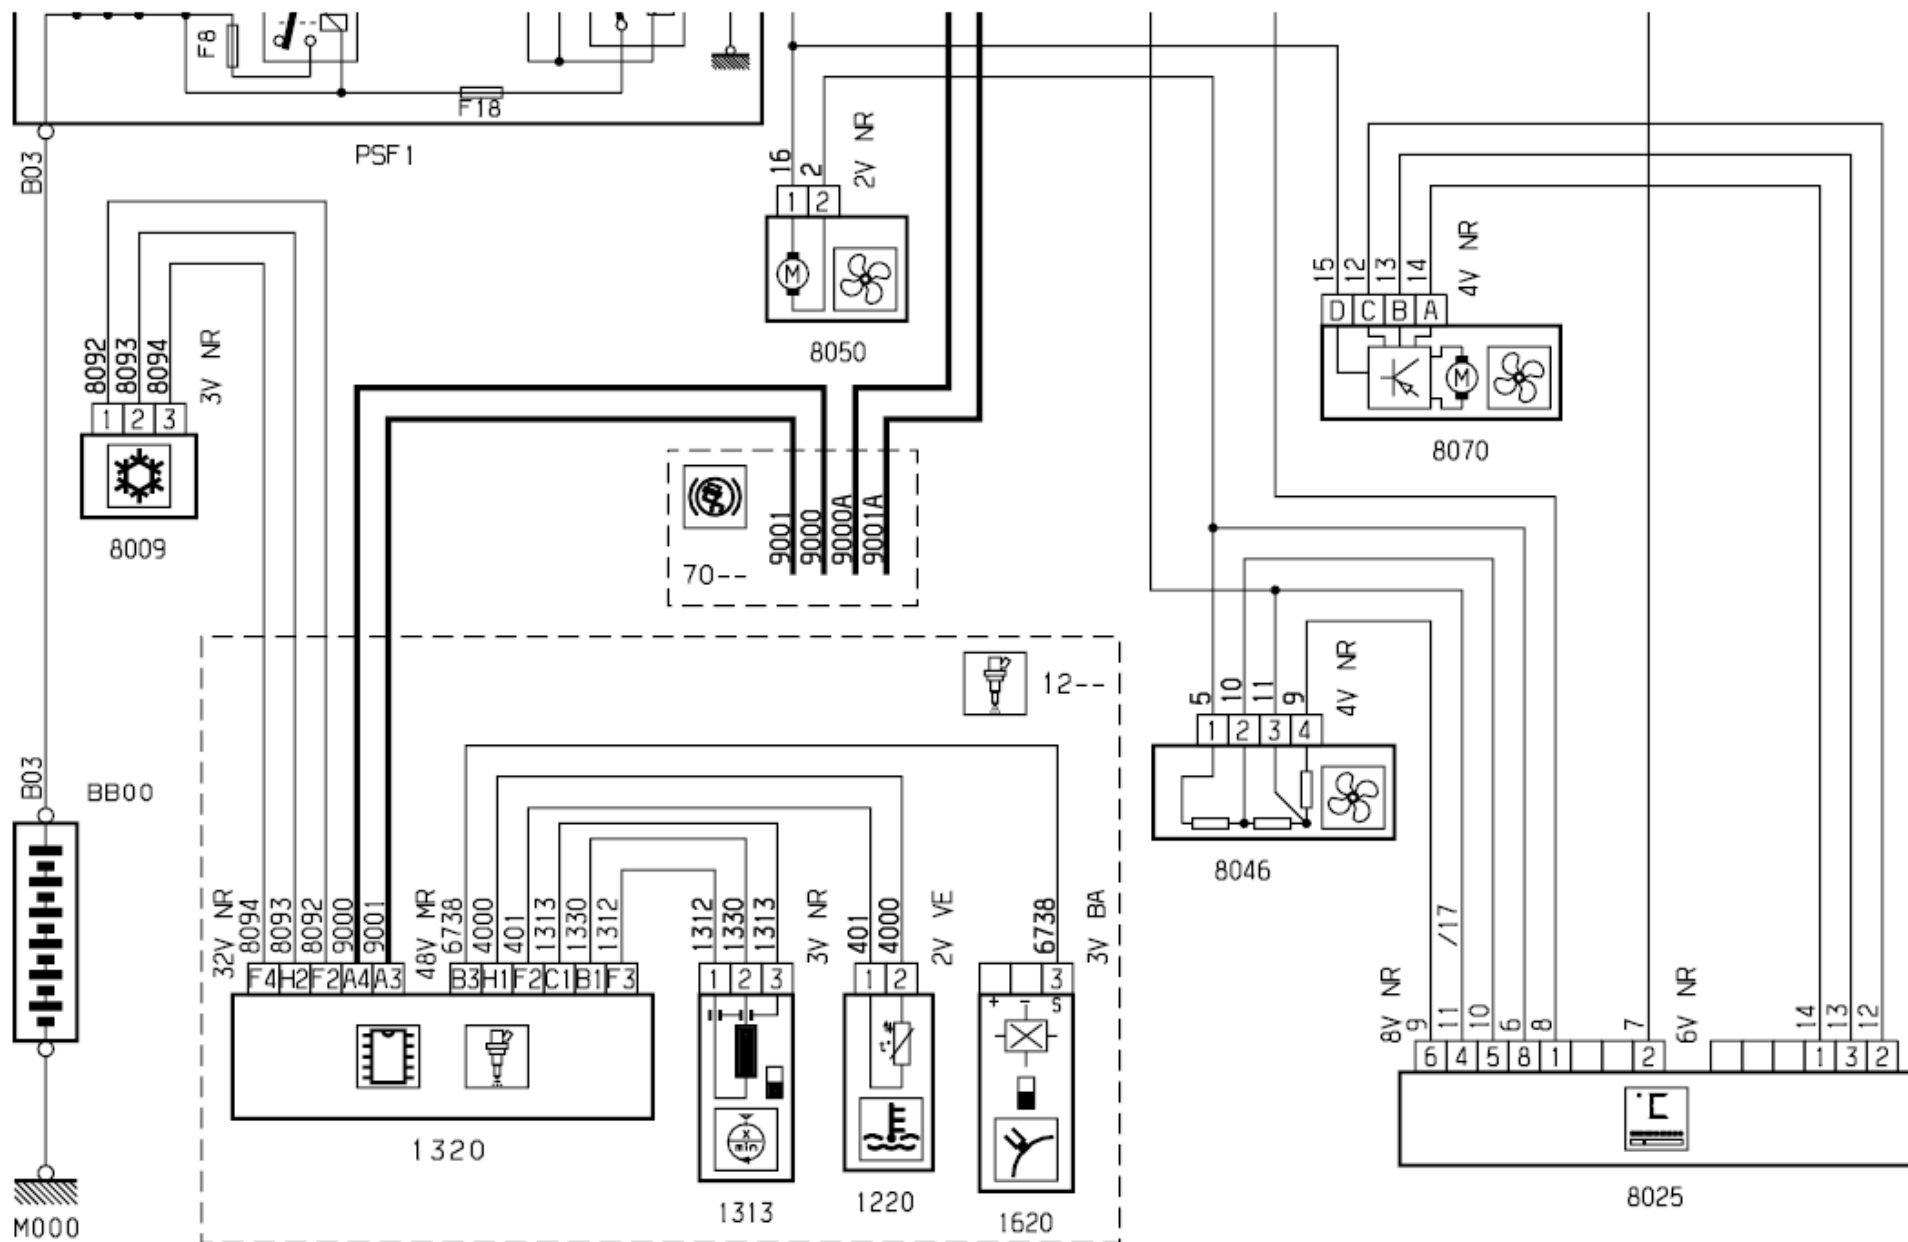 F8
F18
PSF1
B03
16
2
2V NR
1 2
M
8050
15
12
13
14
4V NR
D C B A
M
8070
8092
8093
8094
3V NR
1 2 3
8009
9001
9000
9000A
9001A
70--
12--
5
10
11
9
4V NR
1 2 3 4
8046
B03
BB00
M000
32V NR
8094
8093
8092
9000
9001
48V MR
6738
4000
401
1313
1330
1312
F4 H2 F2 A4 A3
B3 H1 F2 C1 B1 F3
1320
1312
1330
1313
3V NR
1 2 3
x
min
1313
401
4000
2V VE
1 2
t°
1220
6738
3V BA
3
+ - S
1620
8V NR
9
11
/17
10
6
8
7
6V NR
14
13
12
6 4 5 8 1 2
1 3 2
°C
8025